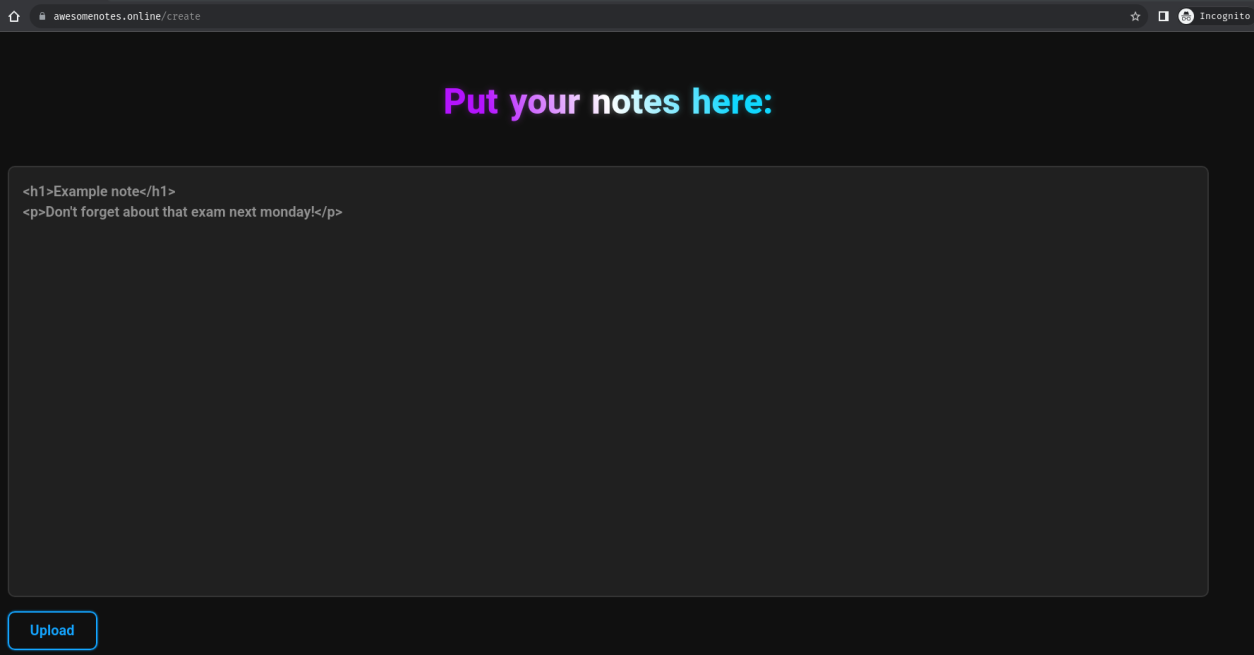 awesomenotes.online/create
Incognito
Put your notes here:
<h1>Example note</h1>
<p>Don't forget about that exam next monday!</p>
Upload